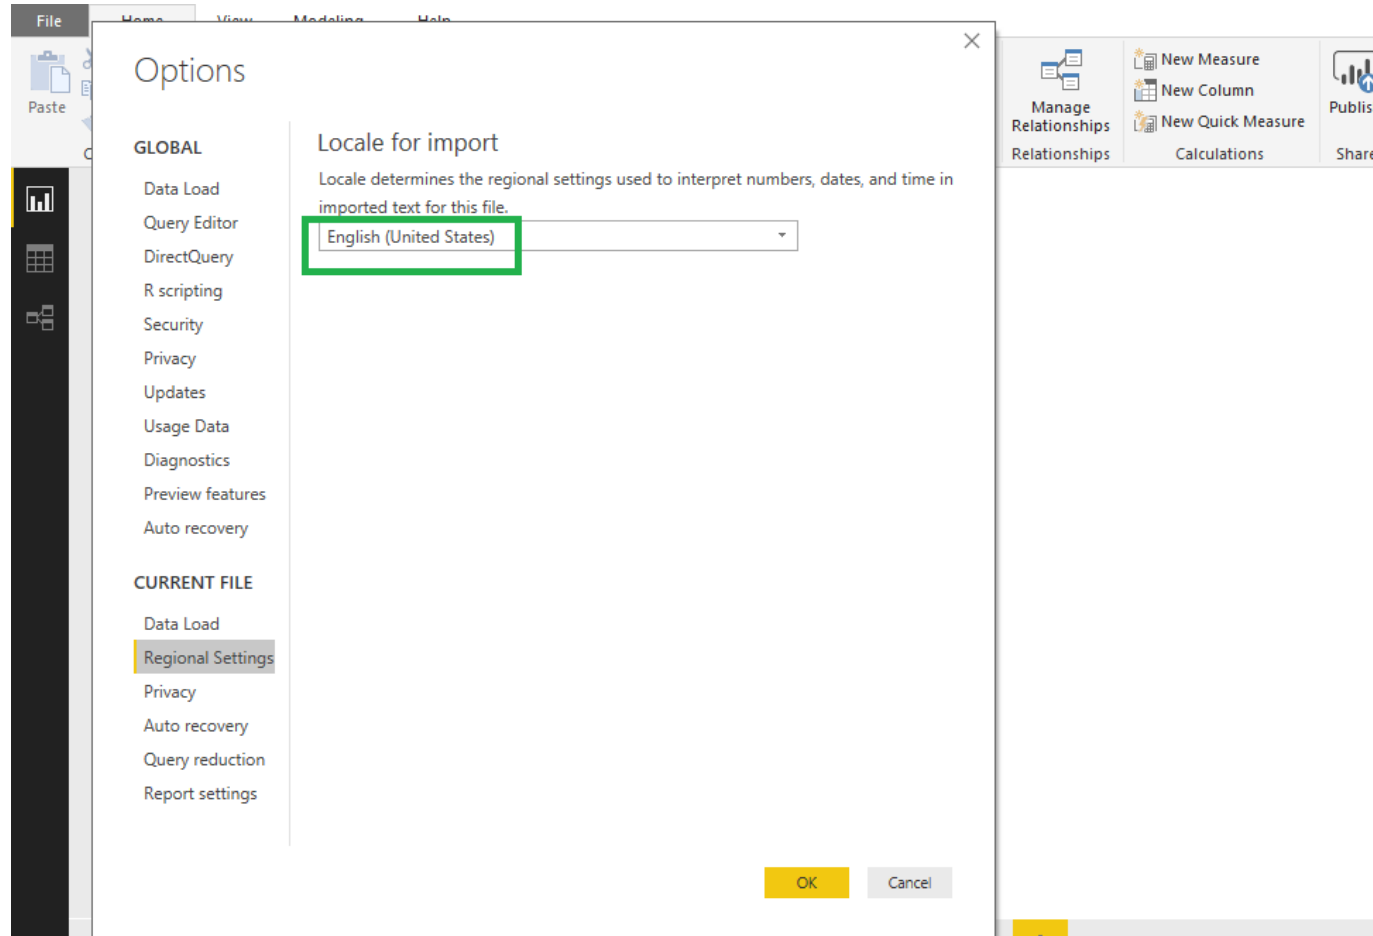 File
Home
View
Modeling
Help
Paste
Options
GLOBAL
Data Load
Query Editor
DirectQuery
R scripting
Security
Privacy
Updates
Usage Data
Diagnostics
Preview features
Auto recovery
CURRENT FILE
Data Load
Regional Settings
Privacy
Auto recovery
Query reduction
Report settings
Locale for import
Locale determines the regional settings used to interpret numbers, dates, and time in
imported text for this file.
English (United States)
OK
Cancel
Manage
Relationships
Relationships
New Measure
New Column
New Quick Measure
Calculations
Publis
Share